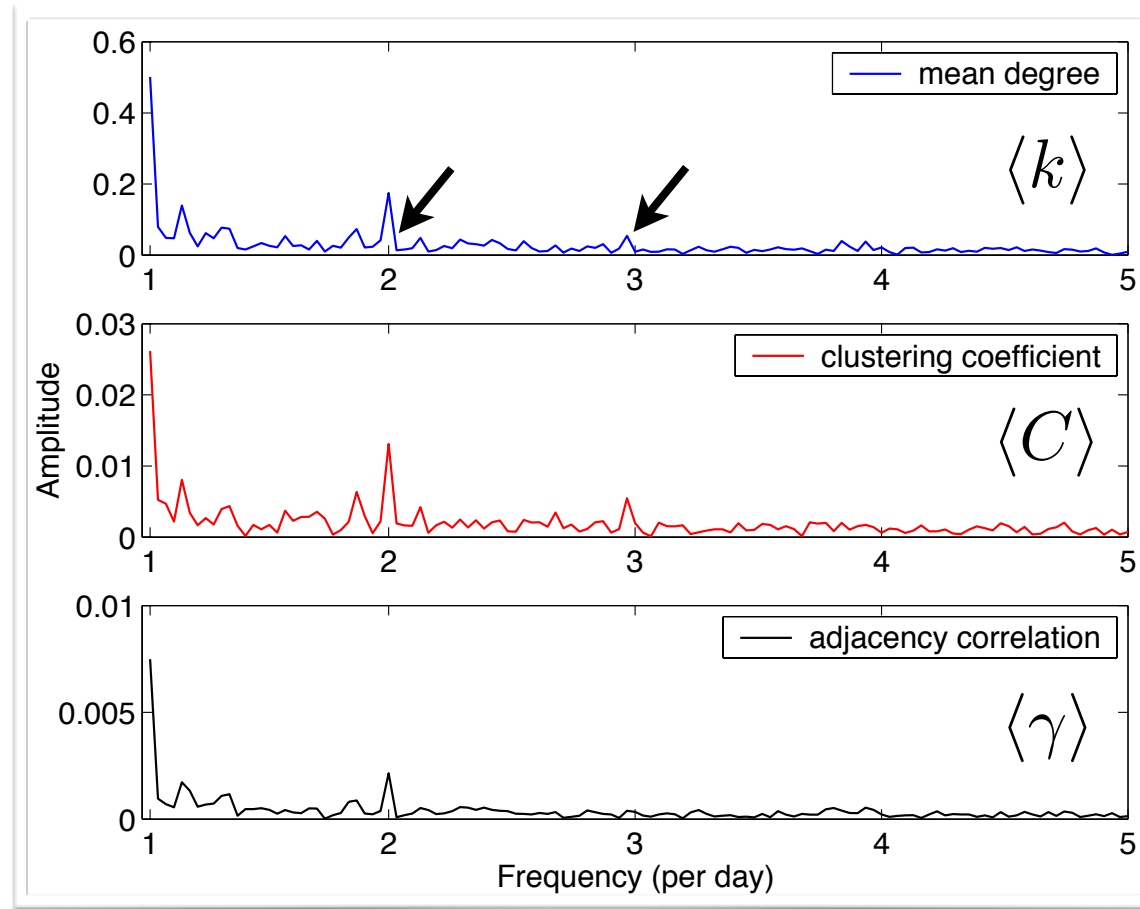 0.6
mean degree
0.4
⟨k⟩
0.2
0
1 2 3 4 5
0.03
clustering coefficient
0.02
⟨C⟩
Amplitude
0.01
0
1 2 3 4 5
0.01
adjacency correlation
0.005
⟨γ⟩
0
1 2 3 4 5
Frequency (per day)